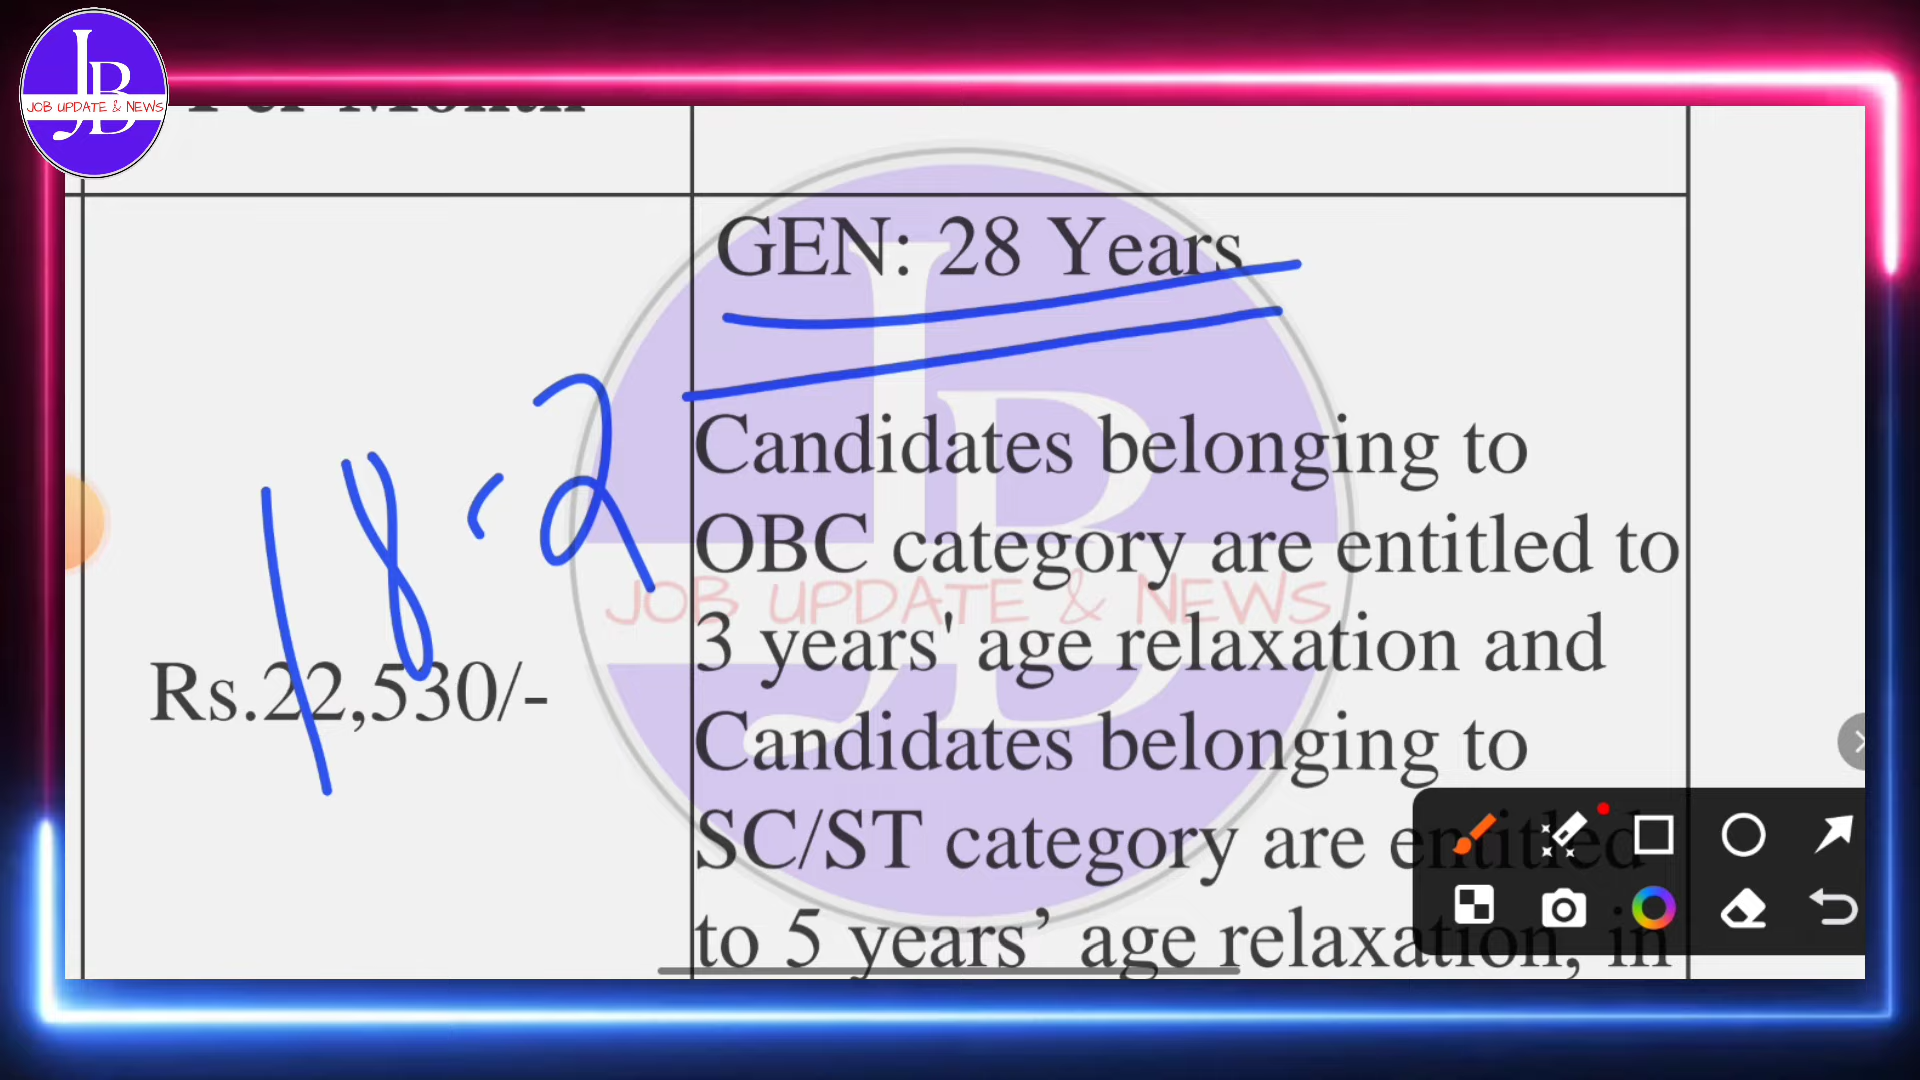 JB
JOB UPDATE & NEWS
Per Month
GEN: 28 Years
18-2
Candidates belonging to
OBC category are entitled to
JOB UPDATE & NEWS
3 years' age relaxation and
Rs.22,530/-
Candidates belonging to
SC/ST category are entitled
to 5 years’ age relaxation, in